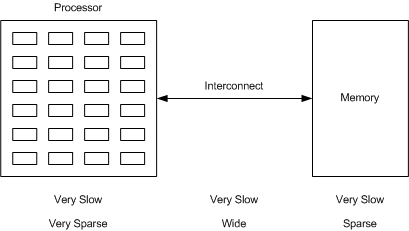 Processor
Interconnect
Memory
Very Slow
Very Slow
Very Slow
Very Sparse
Wide
Sparse